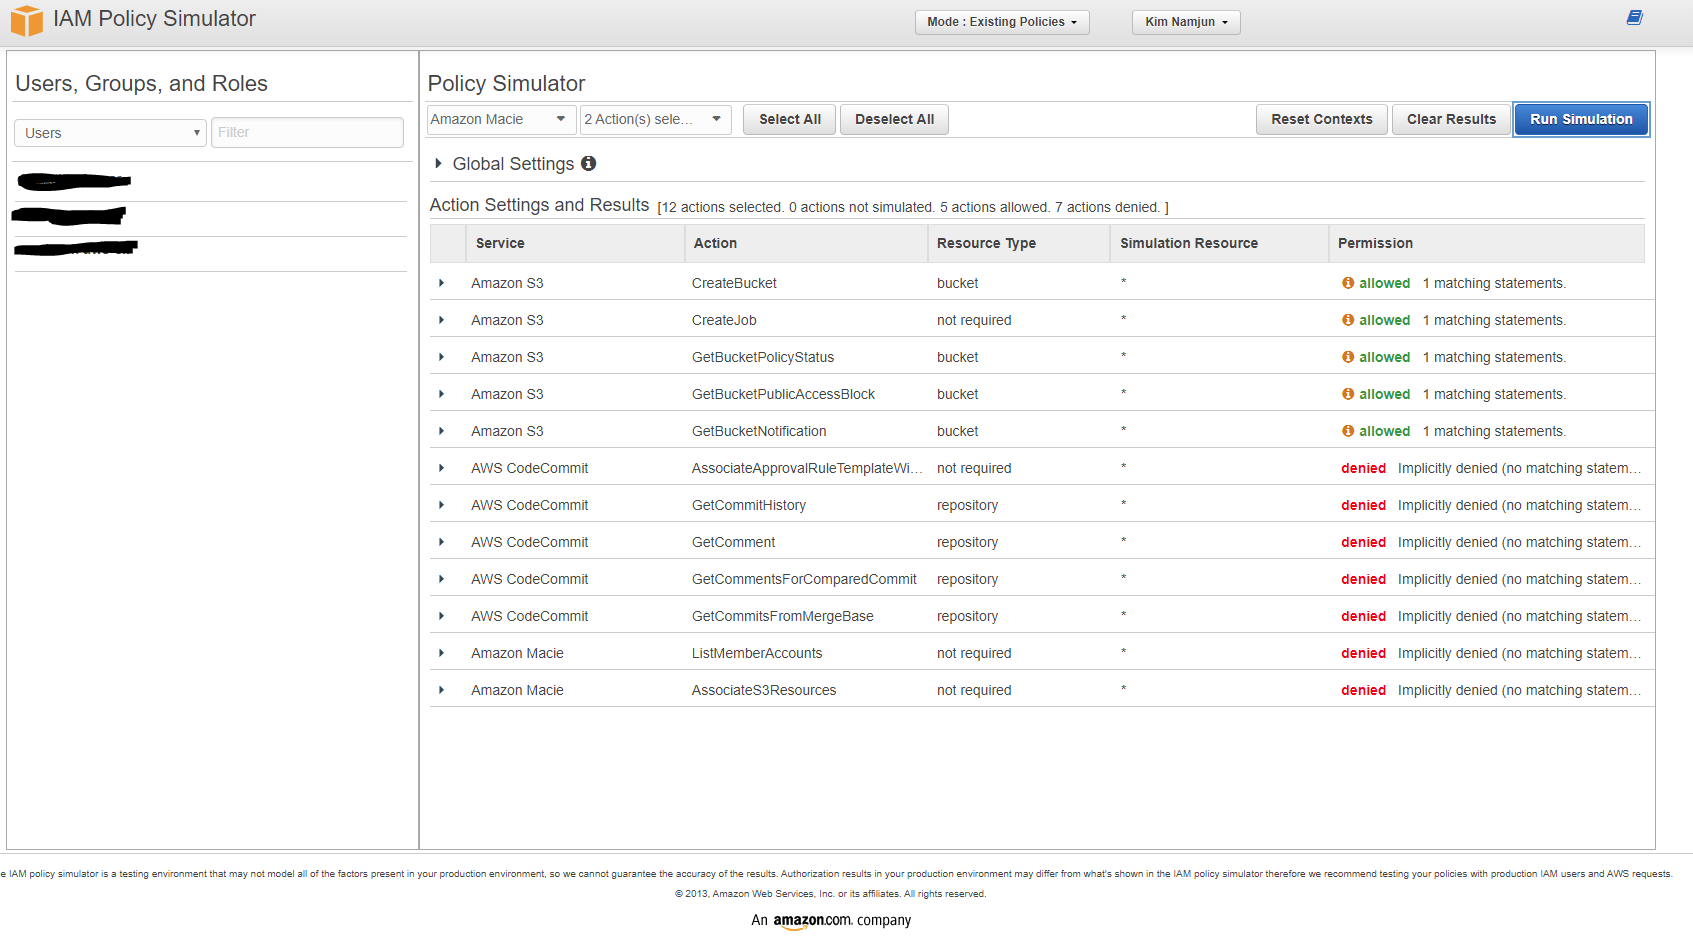 IAM Policy Simulator
Mode : Existing Policies
Kim Namjun
Users, Groups, and Roles
Users
Filter
Policy Simulator
Amazon Macie
2 Action(s) sele...
Select All
Deselect All
Reset Contexts
Clear Results
Run Simulation
Global Settings
Action Settings and Results [12 actions selected. 0 actions not simulated. 5 actions allowed. 7 actions denied. ]
Service Action Resource Type Simulation Resource Permission
Amazon S3 CreateBucket bucket * allowed 1 matching statements.
Amazon S3 CreateJob not required * allowed 1 matching statements.
Amazon S3 GetBucketPolicyStatus bucket * allowed 1 matching statements.
Amazon S3 GetBucketPublicAccessBlock bucket * allowed 1 matching statements.
Amazon S3 GetBucketNotification bucket * allowed 1 matching statements.
AWS CodeCommit AssociateApprovalRuleTemplateWi... not required * denied Implicitly denied (no matching statem...
AWS CodeCommit GetCommitHistory repository * denied Implicitly denied (no matching statem...
AWS CodeCommit GetComment repository * denied Implicitly denied (no matching statem...
AWS CodeCommit GetCommentsForComparedCommit repository * denied Implicitly denied (no matching statem...
AWS CodeCommit GetCommitsFromMergeBase repository * denied Implicitly denied (no matching statem...
Amazon Macie ListMemberAccounts not required * denied Implicitly denied (no matching statem...
Amazon Macie AssociateS3Resources not required * denied Implicitly denied (no matching statem...
e IAM policy simulator is a testing environment that may not model all of the factors present in your production environment, so we cannot guarantee the accuracy of the results. Authorization results in your production environment may differ from what's shown in the IAM policy simulator therefore we recommend testing your policies with production IAM users and AWS requests.
© 2013, Amazon Web Services, Inc. or its affiliates. All rights reserved.
An amazon.com. company